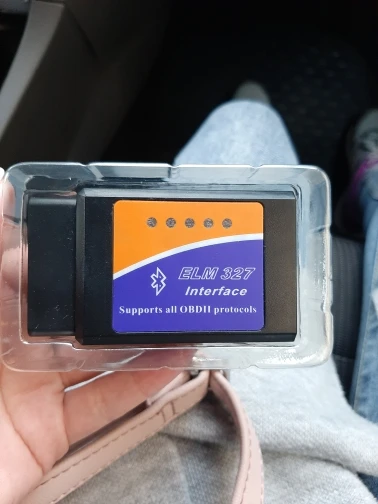 ELM 327
Interface
Supports all OBDII protocols